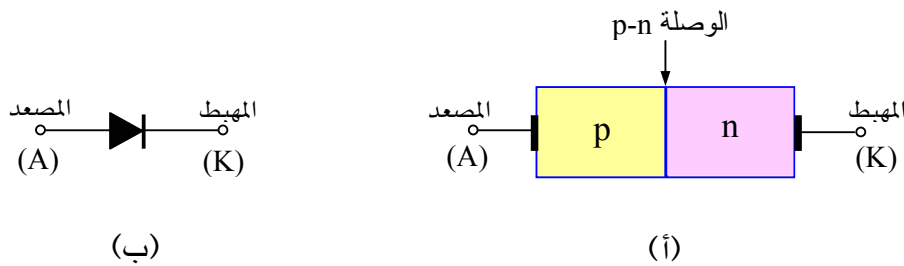 الوصلة p-n
المصعد
(A)
p
n
المهبط
(K)
(أ)
المصعد
(A)
المهبط
(K)
(ب)